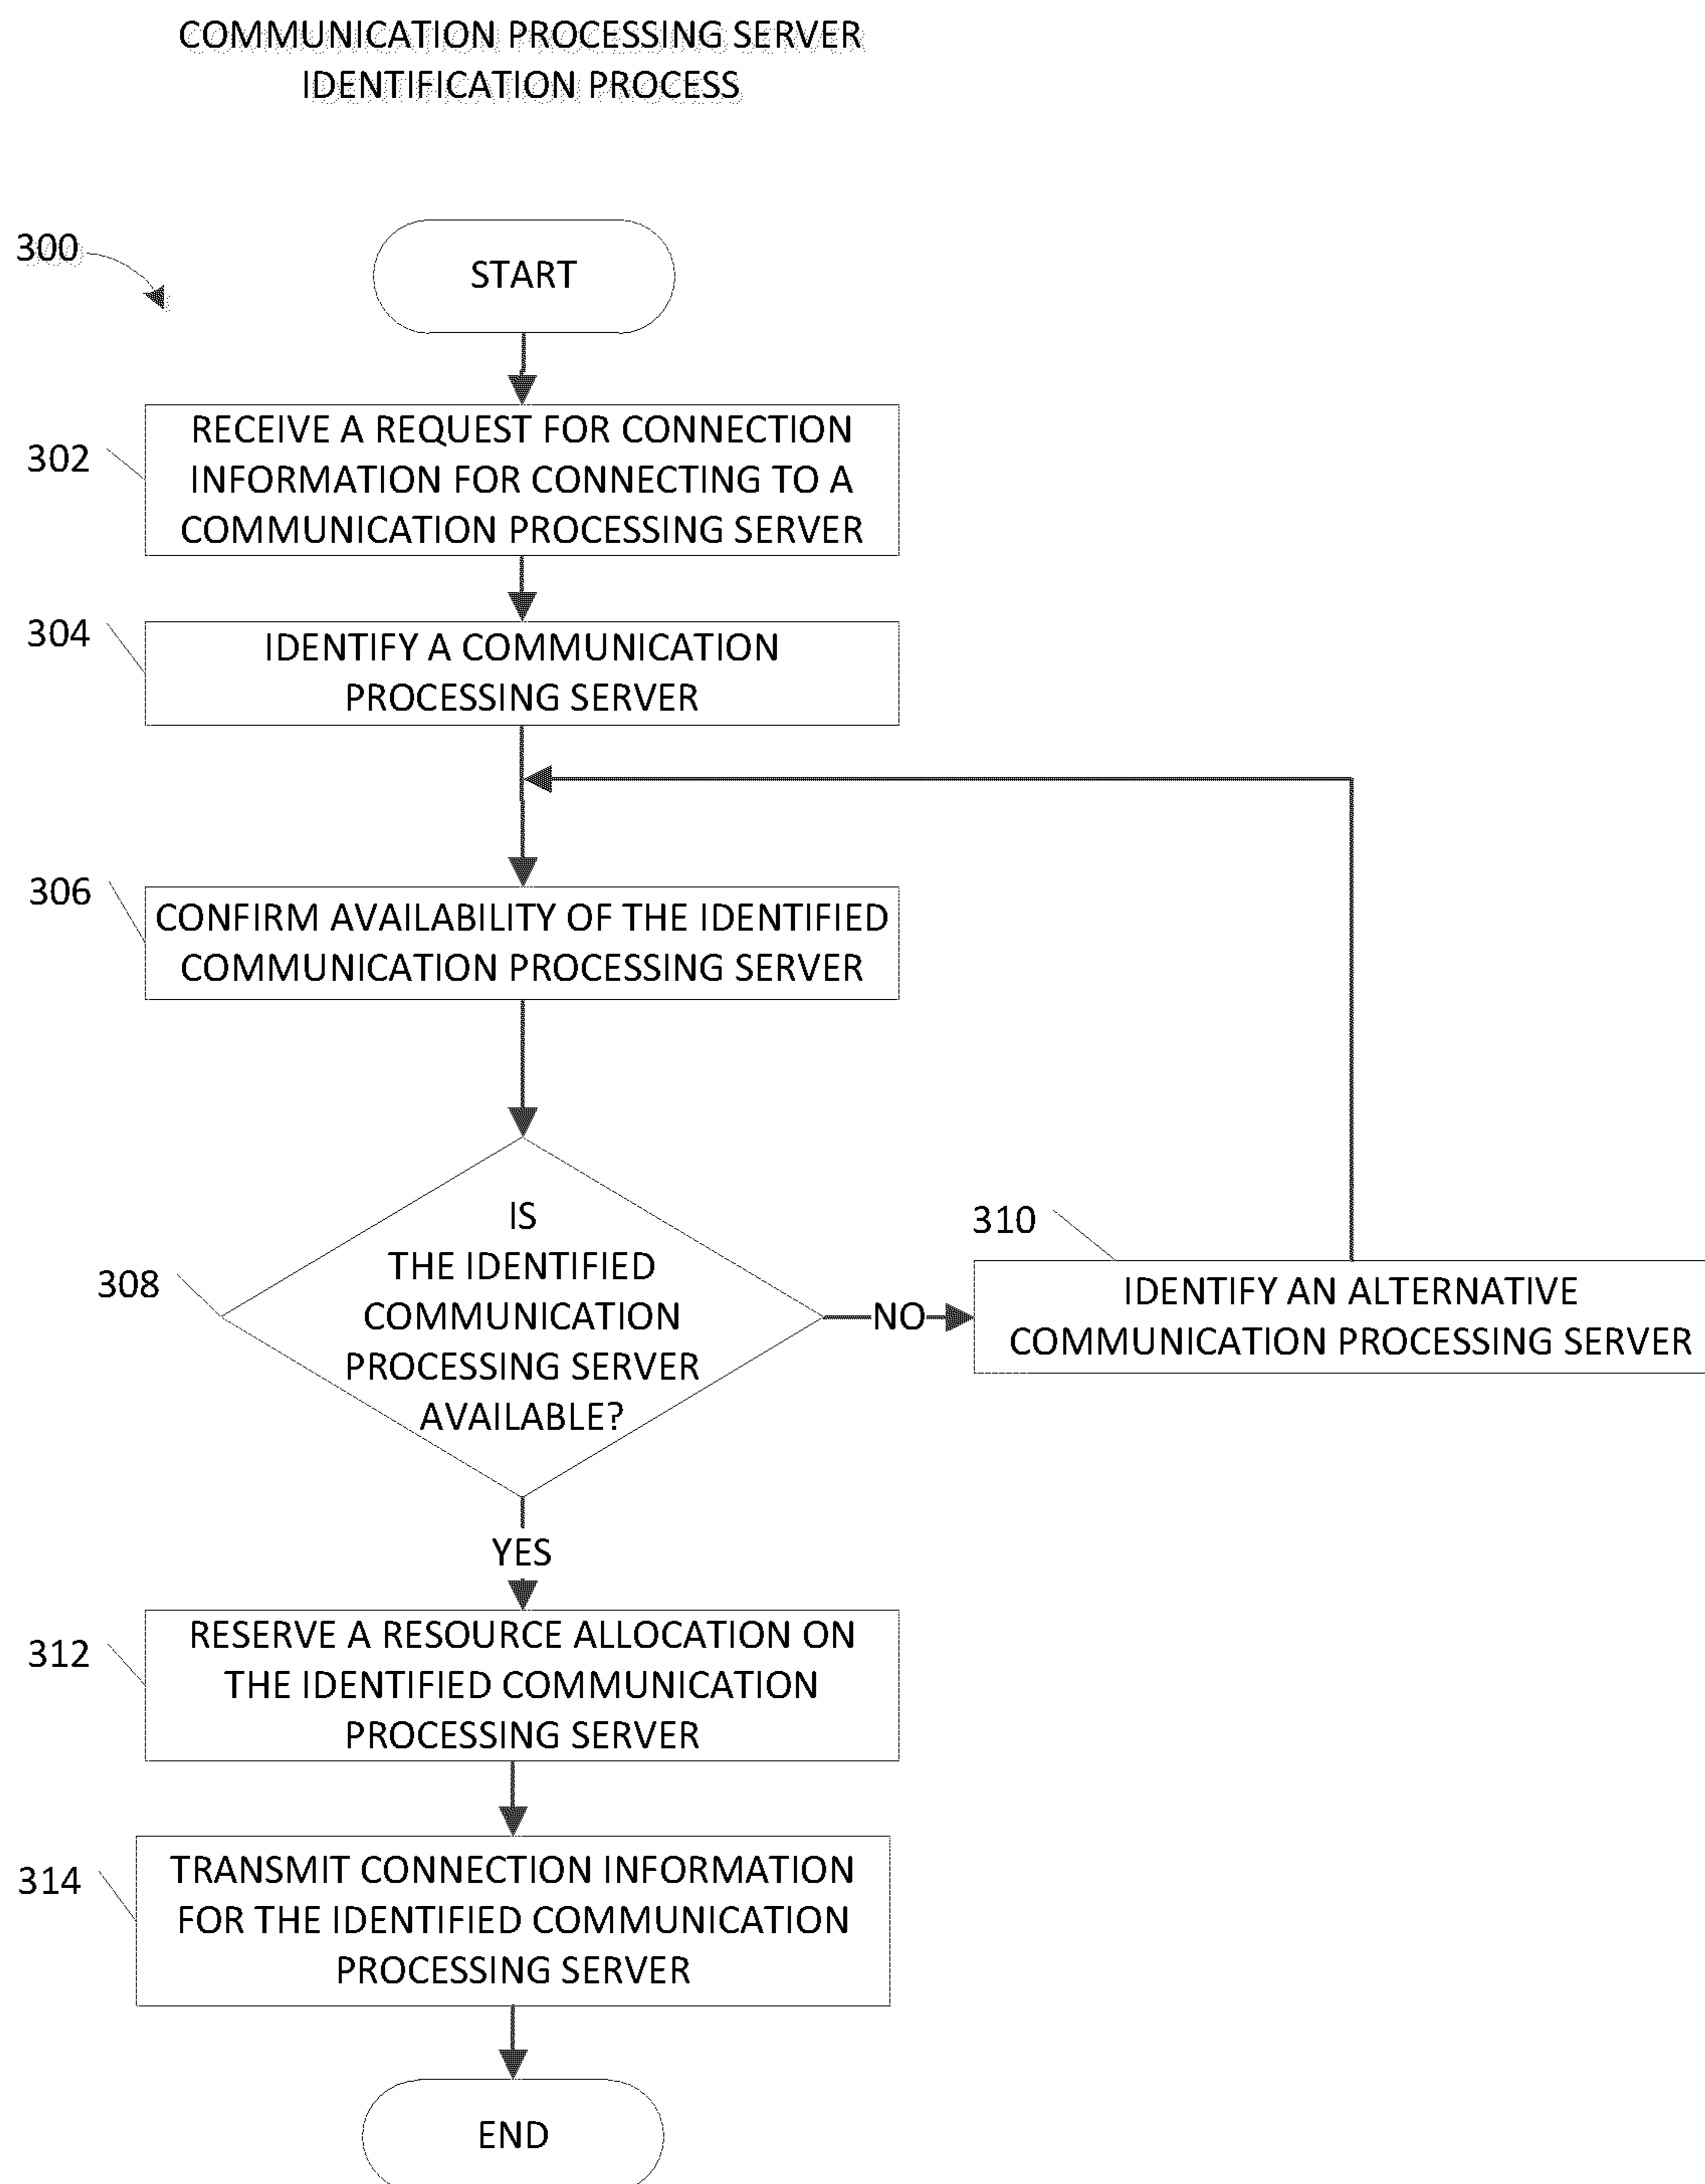 COMMUNICATION PROCESSING SERVER
IDENTIFICATION PROCESS
300
START
302
RECEIVE A REQUEST FOR CONNECTION
INFORMATION FOR CONNECTING TO A
COMMUNICATION PROCESSING SERVER
304
IDENTIFY A COMMUNICATION
PROCESSING SERVER
306
CONFIRM AVAILABILITY OF THE IDENTIFIED
COMMUNICATION PROCESSING SERVER
308
IS
THE IDENTIFIED
COMMUNICATION
PROCESSING SERVER
AVAILABLE?
NO
310
IDENTIFY AN ALTERNATIVE
COMMUNICATION PROCESSING SERVER
YES
312
RESERVE A RESOURCE ALLOCATION ON
THE IDENTIFIED COMMUNICATION
PROCESSING SERVER
314
TRANSMIT CONNECTION INFORMATION
FOR THE IDENTIFIED COMMUNICATION
PROCESSING SERVER
END